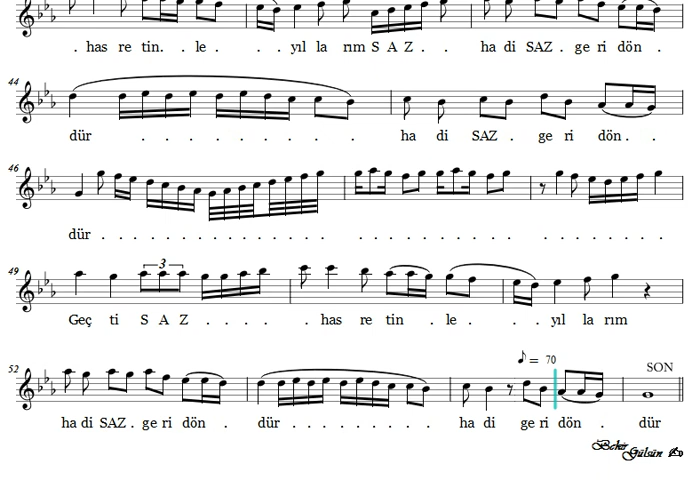 . has re tin. . le . . . yıl la rım S A Z . . ha di SAZ . ge ri dön .
44
dür . . . . . . . . . ha di SAZ . ge ri dön . .
46
dür . . . . . . . . . . . . . . . . . . . . . . . . . . . . . . .
49
3
Geç ti S A Z . . . . . has re tin . le . . . yıl la rım
52
♪ = 70
SON
ha di SAZ . ge ri dön . dür . . . . . . . . ha di ge ri dön . dür
Bekir
Gülsün